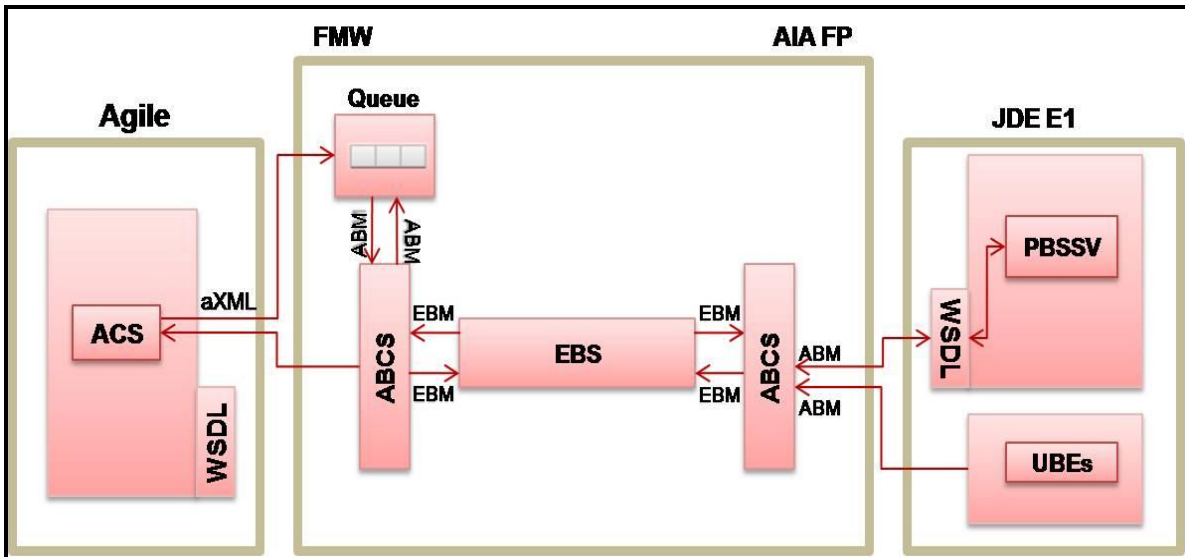 FMW
AIA FP
Agile
JDE E1
Queue
ABM
ABM
aXML
ACS
WSDL
ABCS
EBM
EBM
EBS
EBM
EBM
ABCS
ABM
ABM
WSDL
PBSSV
UBEs